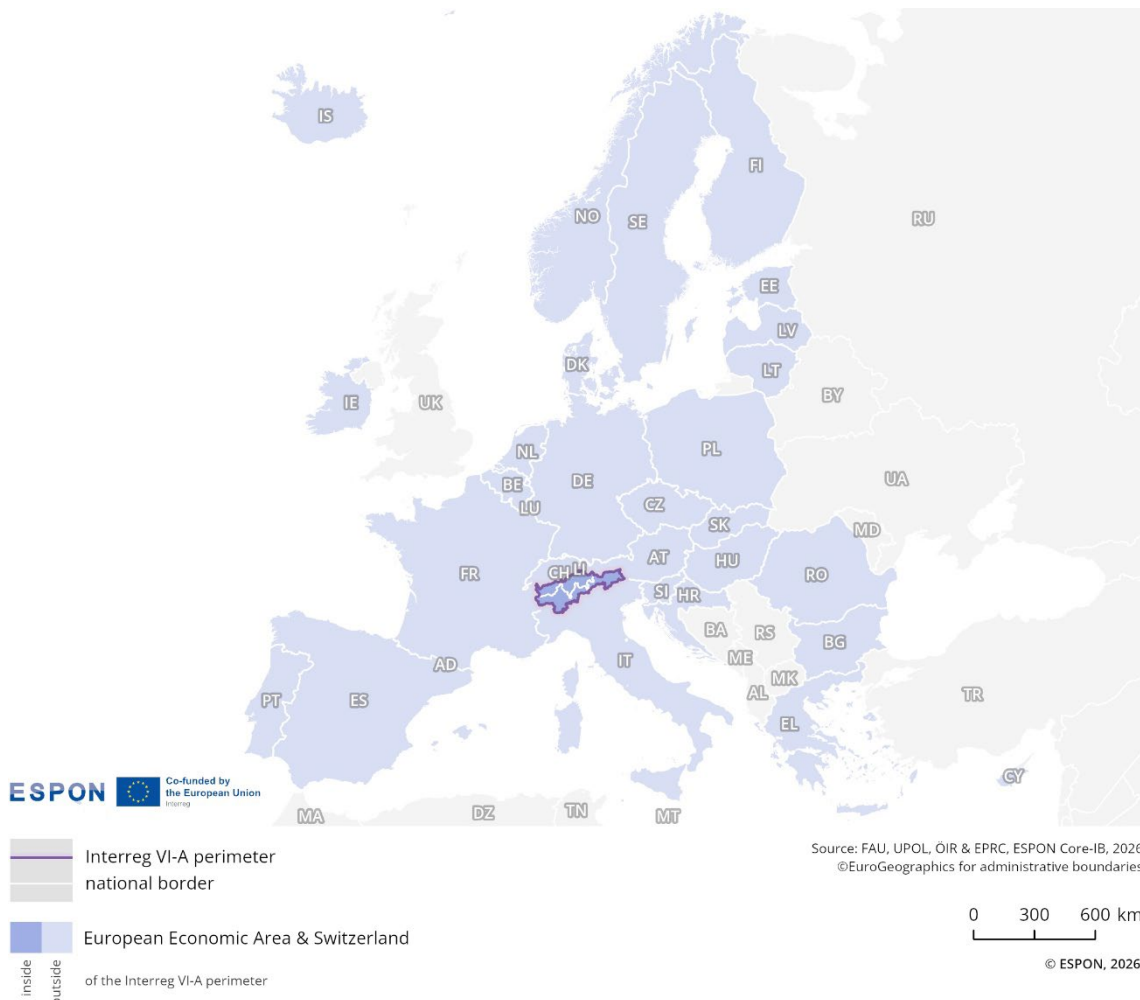 IS
FI
NO
SE
RU
EE
LV
LT
DK
BY
IE
UK
NL
PL
BE
DE
LU
CZ
UA
SK
MD
AT
HU
FR
CH
LI
RO
SI
HR
BA
RS
BG
IT
ME
MK
AD
AL
PT
ES
TR
EL
CY
MA
DZ
TN
MT
ESPON
Co-funded by
the European Union
Interreg
Interreg VI-A perimeter
national border
European Economic Area & Switzerland
inside
outside
of the Interreg VI-A perimeter
Source: FAU, UPOL, ÖIR & EPRC, ESPON Core-IB, 2026
©EuroGeographics for administrative boundaries
0 300 600 km
© ESPON, 2026